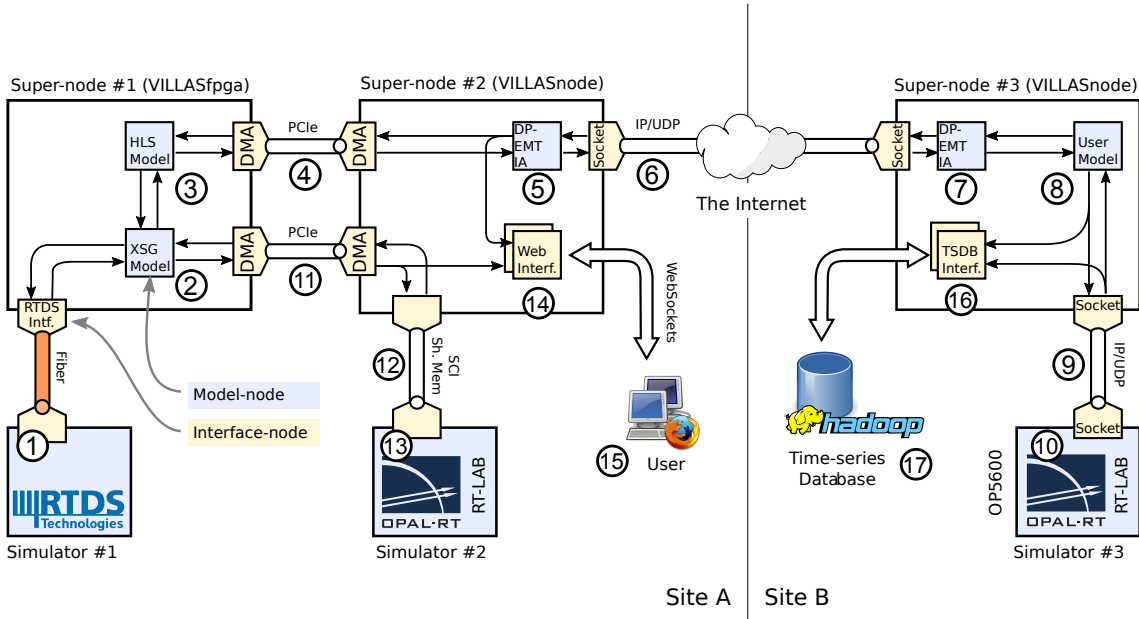 Super-node #1 (VILLASfpga)
Super-node #2 (VILLASnode)
Super-node #3 (VILLASnode)
HLS
Model
3
DMA
PCIe
4
DMA
DP-
EMT
IA
5
Socket
IP/UDP
6
The Internet
Socket
DP-
EMT
IA
7
User
Model
8
XSG
Model
2
DMA
PCIe
11
DMA
Web
Interf.
14
WebSockets
TSDB
Interf.
16
RTDS
Intf.
Fiber
12
SCI
Sh. Mem
Socket
9
IP/UDP
Socket
Model-node
Interface-node
1
RTDS
Technologies
Simulator #1
13
OPAL-RT
RT-LAB
Simulator #2
15
User
hadoop
Time-series
Database
17
OP5600
10
OPAL-RT
RT-LAB
Simulator #3
Site A
Site B